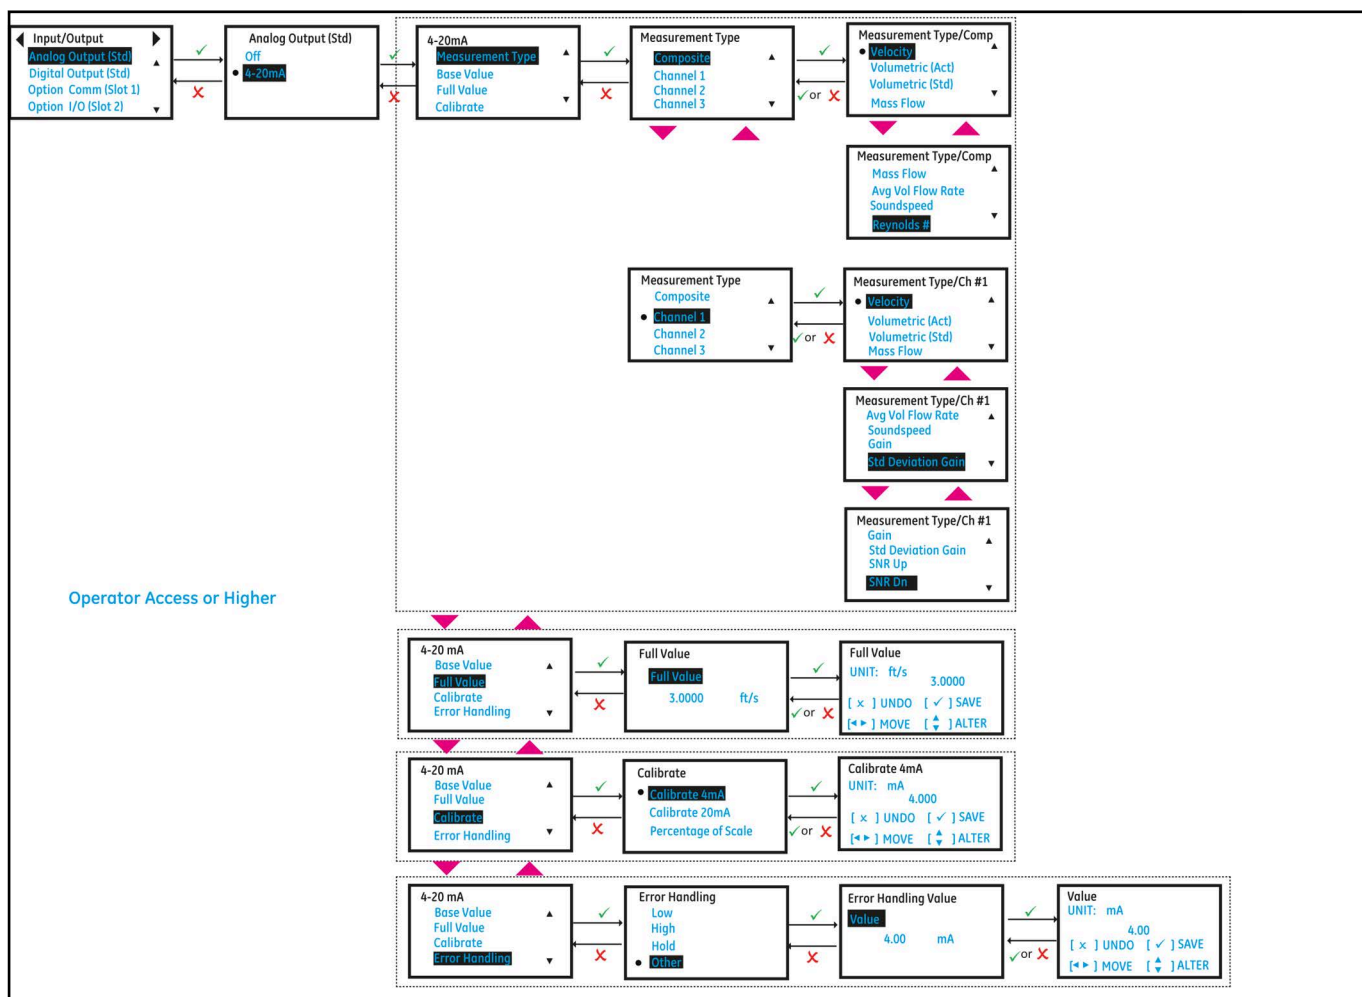 Input/Output
Analog Output (Std)
Digital Output (Std)
Option Comm (Slot 1)
Option I/O (Slot 2)
Analog Output (Std)
Off
4-20mA
4-20mA
Measurement Type
Base Value
Full Value
Calibrate
Measurement Type
Composite
Channel 1
Channel 2
Channel 3
or
Measurement Type/Comp
Velocity
Volumetric (Act)
Volumetric (Std)
Mass Flow
Measurement Type/Comp
Mass Flow
Avg Vol Flow Rate
Soundspeed
Reynolds #
Measurement Type
Composite
Channel 1
Channel 2
Channel 3
or
Measurement Type/Ch #1
Velocity
Volumetric (Act)
Volumetric (Std)
Mass Flow
Measurement Type/Ch #1
Avg Vol Flow Rate
Soundspeed
Gain
Std Deviation Gain
Measurement Type/Ch #1
Gain
Std Deviation Gain
SNR Up
SNR Dn
Operator Access or Higher
4-20 mA
Base Value
Full Value
Calibrate
Error Handling
Full Value
Full Value
3.0000 ft/s
or
Full Value
UNIT: ft/s
3.0000
[ x ] UNDO [ ✓ ] SAVE
[◄ ►] MOVE [ ▲▼ ] ALTER
4-20 mA
Base Value
Full Value
Calibrate
Error Handling
Calibrate
Calibrate 4mA
Calibrate 20mA
Percentage of Scale
or
Calibrate 4mA
UNIT: mA
4.000
[ x ] UNDO [ ✓ ] SAVE
[◄ ►] MOVE [ ▲▼ ] ALTER
4-20 mA
Base Value
Full Value
Calibrate
Error Handling
Error Handling
Low
High
Hold
Other
Error Handling Value
Value
4.00 mA
or
Value
UNIT: mA
4.00
[ x ] UNDO [ ✓ ] SAVE
[◄ ►] MOVE [ ▲▼ ] ALTER